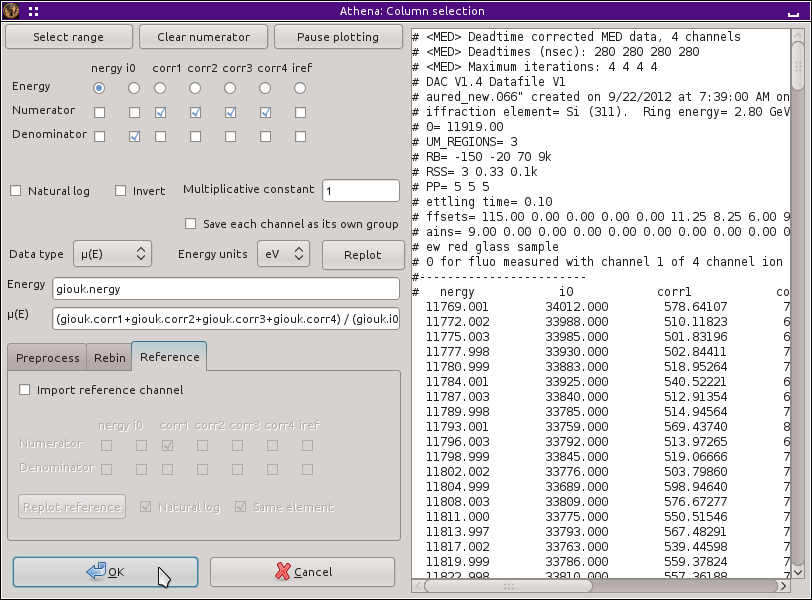 Athena: Column selection
Select range
Clear numerator
Pause plotting
nergy i0 corr1 corr2 corr3 corr4 iref
Energy
Numerator
Denominator
Natural log
Invert
Multiplicative constant
1
Save each channel as its own group
Data type
μ(E)
Energy units
eV
Replot
Energy
giouk.nergy
μ(E)
(giouk.corr1+giouk.corr2+giouk.corr3+giouk.corr4) / (giouk.i0
Preprocess
Rebin
Reference
Import reference channel
nergy i0 corr1 corr2 corr3 corr4 iref
Numerator
Denominator
Replot reference
Natural log
Same element
OK
Cancel
# <MED> Deadtime corrected MED data, 4 channels
# <MED> Deadtimes (nsec): 280 280 280 280
# <MED> Maximum iterations: 4 4 4 4
# DAC V1.4 Datafile V1
# aured_new.066" created on 9/22/2012 at 7:39:00 AM on
# iffraction element= Si (311). Ring energy= 2.80 GeV
# 0= 11919.00
# UM_REGIONS= 3
# RB= -150 -20 70 9k
# RSS= 3 0.33 0.1k
# PP= 5 5 5
# ettling time= 0.10
# ffsets= 115.00 0.00 0.00 0.00 0.00 11.25 8.25 6.00 9
# ains= 9.00 0.00 0.00 0.00 0.00 0.00 0.00 0.00 0.00 0
# ew red glass sample
# 0 for fluo measured with channel 1 of 4 channel ion
#------------------------
# nergy i0 corr1 co
11769.001 34012.000 578.64107 7
11772.002 33988.000 510.11823 6
11775.003 33985.000 501.83196 6
11777.998 33930.000 502.84411 7
11780.999 33883.000 518.95264 7
11784.001 33925.000 540.52221 6
11787.003 33840.000 512.91354 6
11789.998 33785.000 514.94564 7
11793.001 33759.000 569.43740 8
11796.003 33792.000 513.97265 6
11798.999 33845.000 519.06666 7
11802.002 33776.000 503.79860 7
11804.999 33689.000 598.94640 7
11808.003 33809.000 576.67277 7
11811.000 33775.000 550.51546 7
11813.997 33793.000 567.48291 7
11817.002 33763.000 539.44598 7
11819.999 33786.000 559.37824 7
11822.998 33810.000 557.36188 7